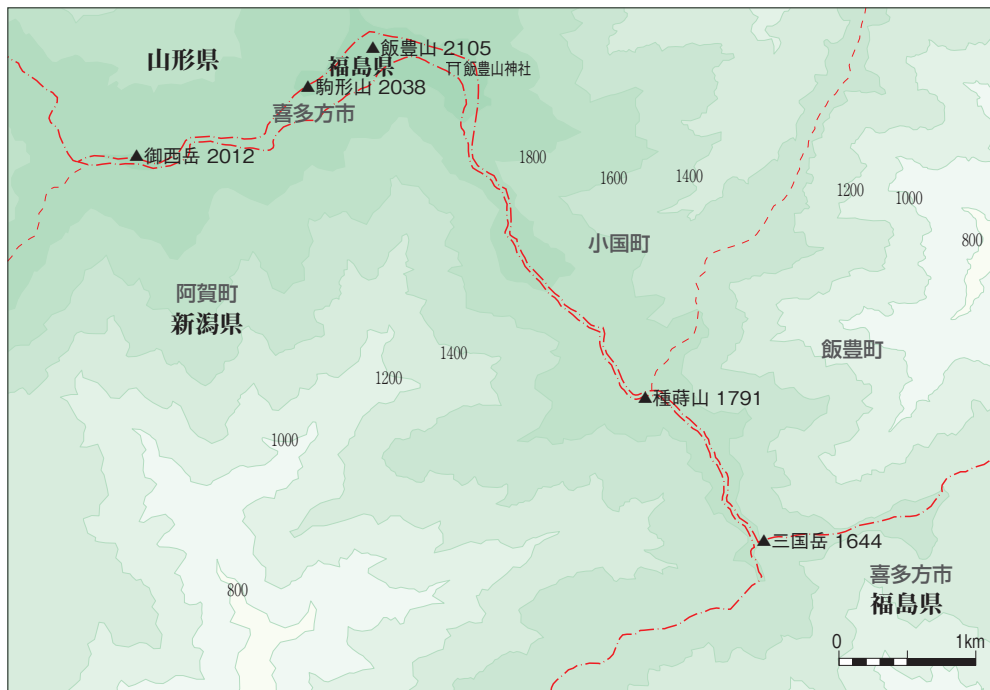 山形県
飯豊山 2105
福島県
飯豊山神社
駒形山 2038
喜多方市
御西岳 2012
1800
1600
1400
1200
1000
800
小国町
阿賀町
新潟県
飯豊町
1400
1200
1000
800
種蒔山 1791
三国岳 1644
喜多方市
福島県
0 1km